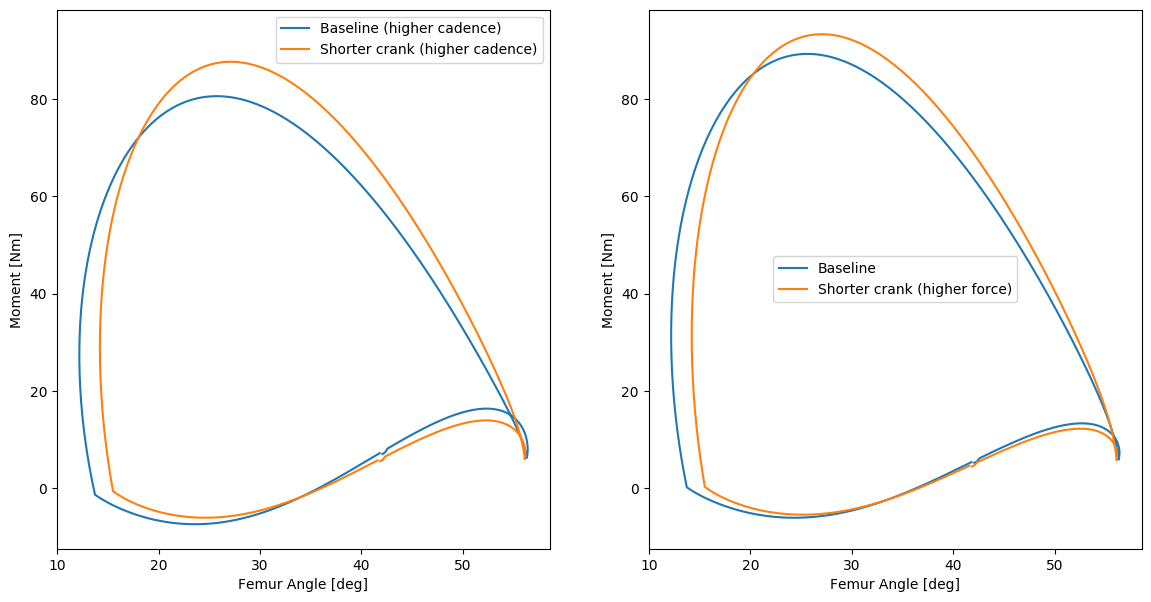 Baseline (higher cadence)
Shorter crank (higher cadence)
80
60
40
20
0
Moment [Nm]
10 20 30 40 50
Femur Angle [deg]
Baseline
Shorter crank (higher force)
80
60
40
20
0
Moment [Nm]
10 20 30 40 50
Femur Angle [deg]